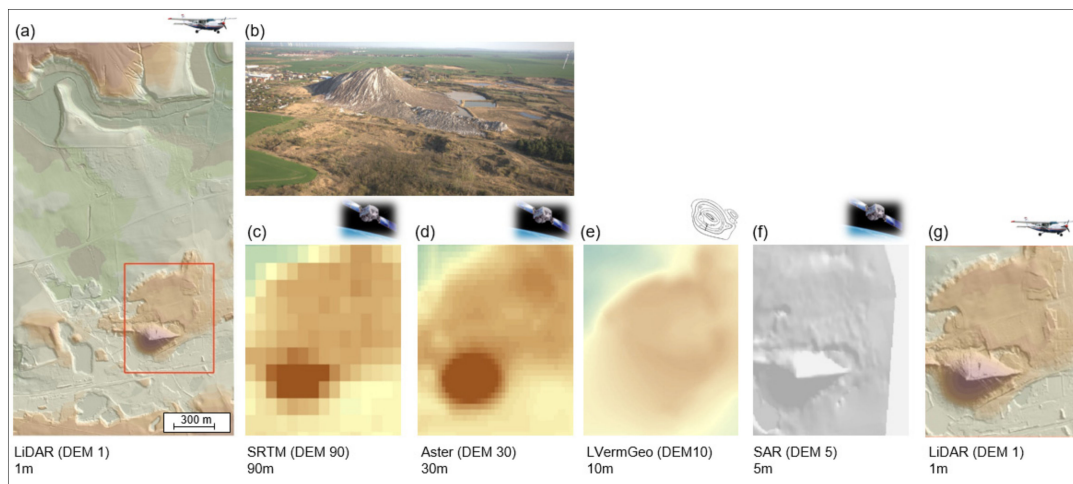 (a)
(b)
(c)
(d)
(e)
(f)
(g)
300 m
LiDAR (DEM 1)
1m
SRTM (DEM 90)
90m
Aster (DEM 30)
30m
LVermGeo (DEM10)
10m
SAR (DEM 5)
5m
LiDAR (DEM 1)
1m